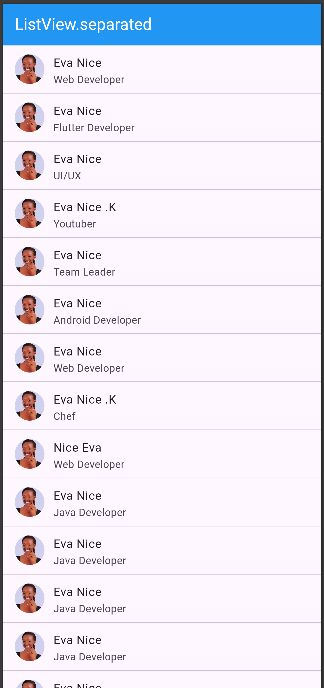 ListView.separated
Eva Nice
Web Developer
Eva Nice
Flutter Developer
Eva Nice
UI/UX
Eva Nice .K
Youtuber
Eva Nice
Team Leader
Eva Nice
Android Developer
Eva Nice
Web Developer
Eva Nice .K
Chef
Nice Eva
Web Developer
Eva Nice
Java Developer
Eva Nice
Java Developer
Eva Nice
Java Developer
Eva Nice
Java Developer
Eva Nice